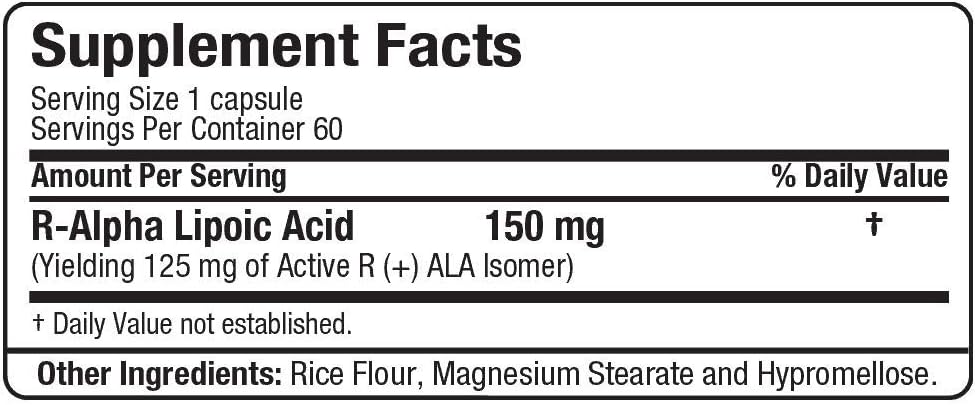 Supplement Facts
Serving Size 1 capsule
Servings Per Container 60
Amount Per Serving % Daily Value
R-Alpha Lipoic Acid 150 mg †
(Yielding 125 mg of Active R (+) ALA Isomer)
† Daily Value not established.
Other Ingredients: Rice Flour, Magnesium Stearate and Hypromellose.